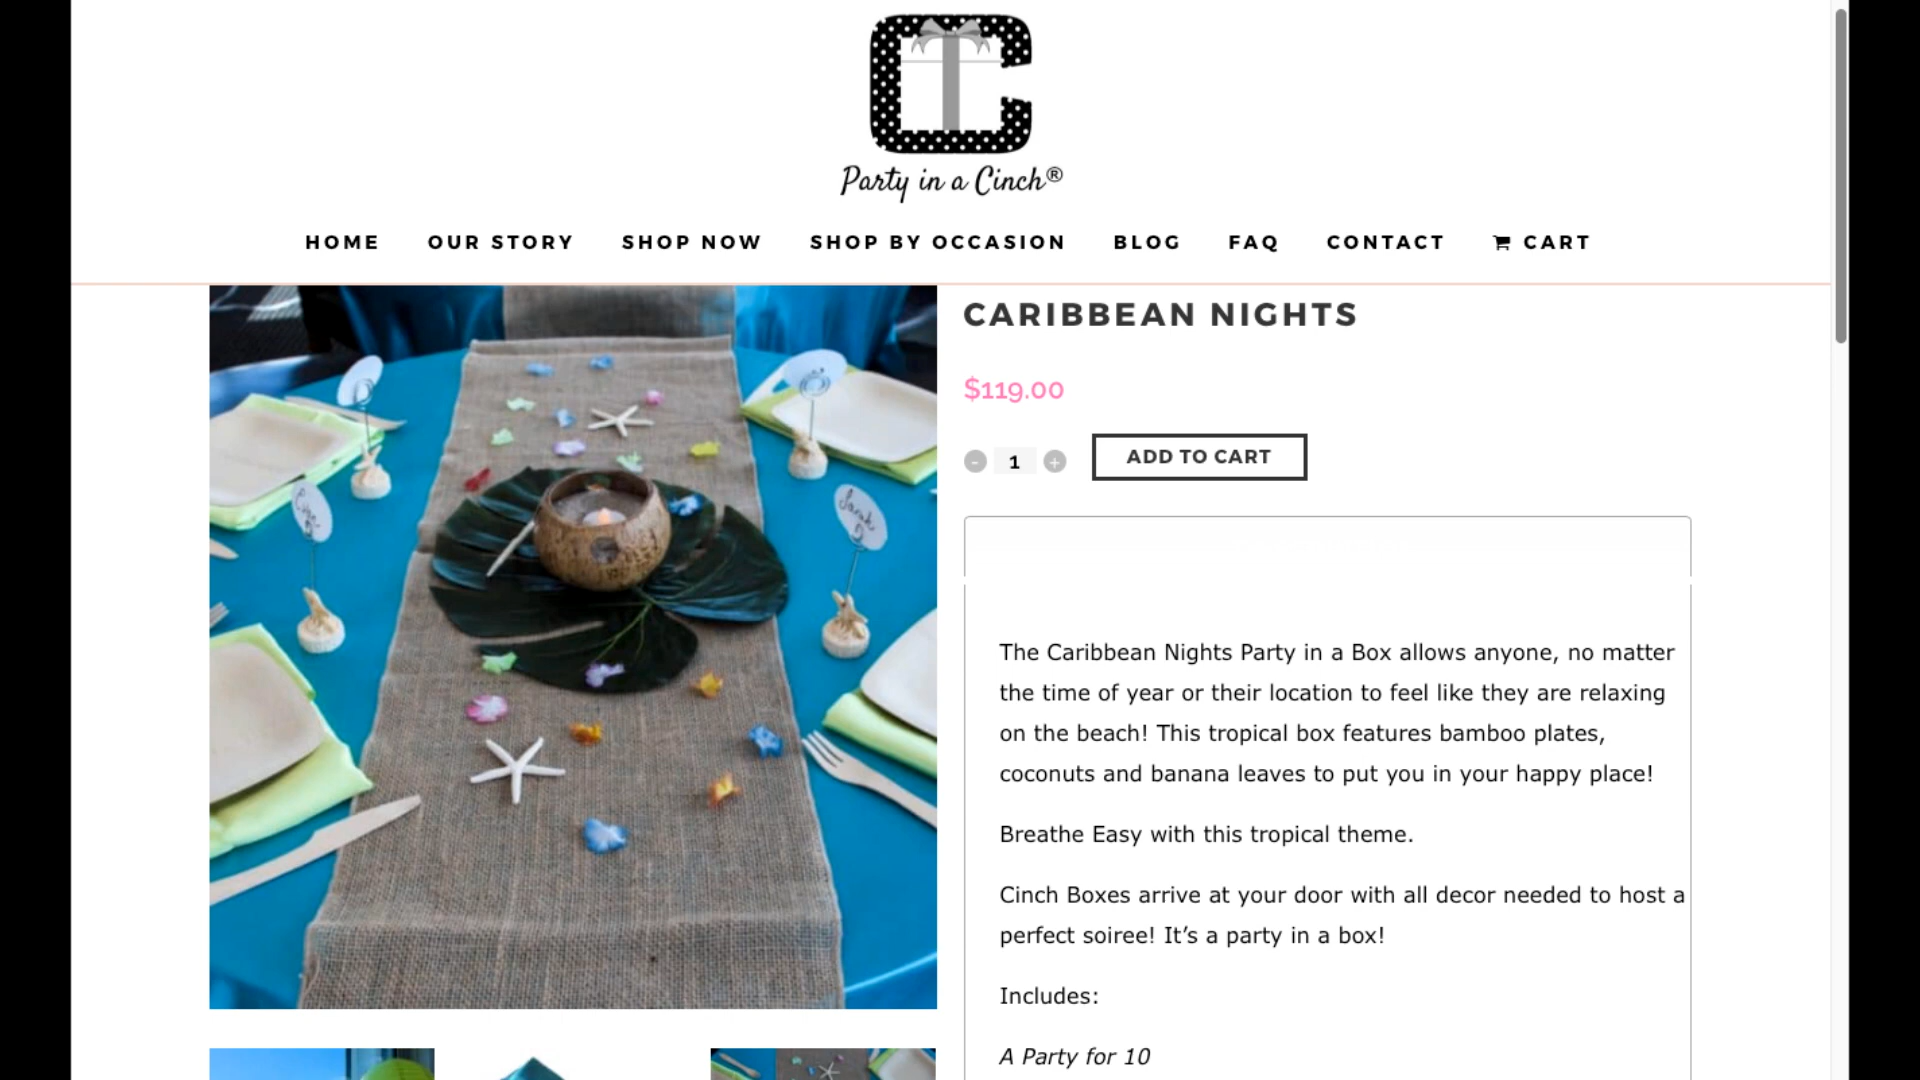 Party in a Cinch®
HOME OUR STORY SHOP NOW SHOP BY OCCASION BLOG FAQ CONTACT CART
CARIBBEAN NIGHTS
$119.00
- 1 +
ADD TO CART
The Caribbean Nights Party in a Box allows anyone, no matter
the time of year or their location to feel like they are relaxing
on the beach! This tropical box features bamboo plates,
coconuts and banana leaves to put you in your happy place!
Breathe Easy with this tropical theme.
Cinch Boxes arrive at your door with all decor needed to host a
perfect soiree! It’s a party in a box!
Includes:
A Party for 10
Sarah